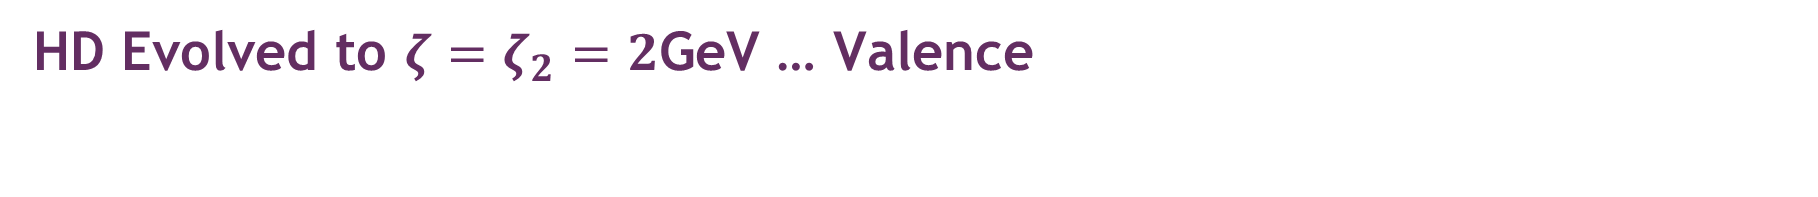 HD Evolved to ζ = ζ₂ = 2GeV … Valence